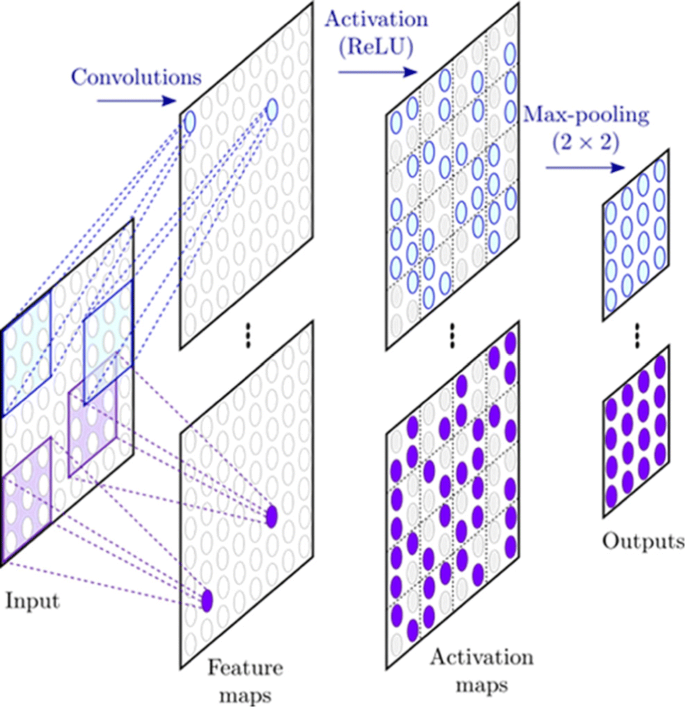 Convolutions
Activation
(ReLU)
Max-pooling
(2 × 2)
Input
Feature
maps
Activation
maps
Outputs